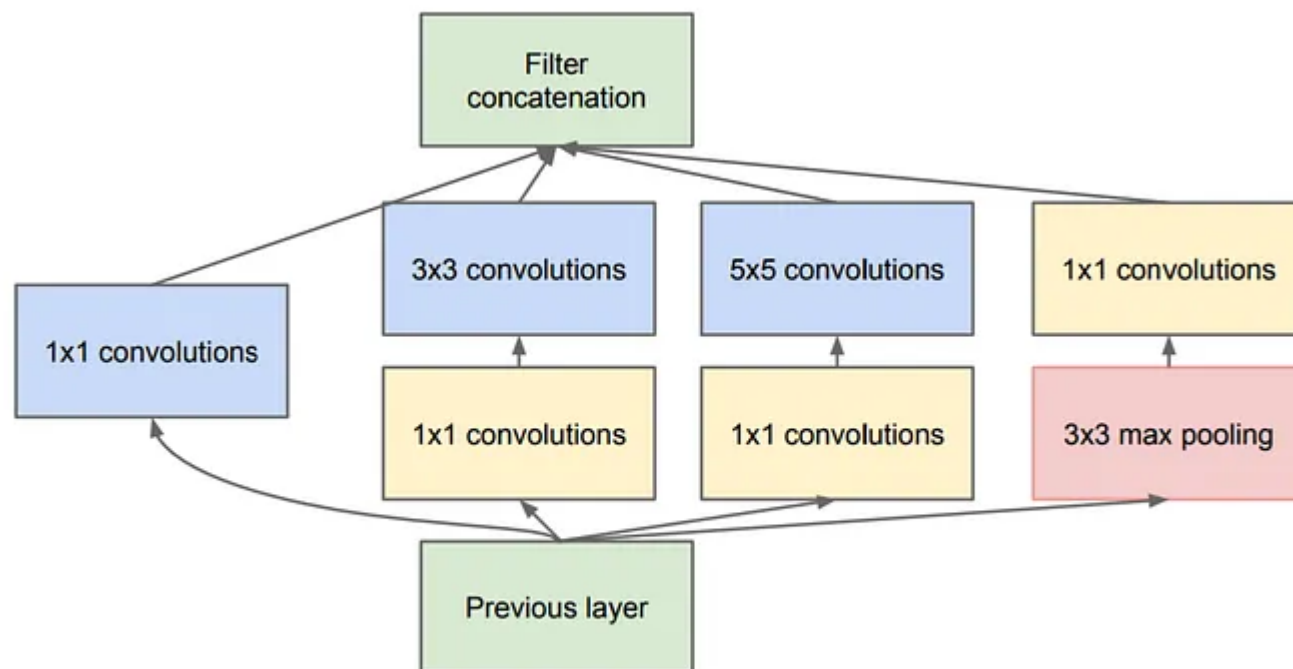 Filter
concatenation
3x3 convolutions
5x5 convolutions
1x1 convolutions
1x1 convolutions
1x1 convolutions
1x1 convolutions
3x3 max pooling
Previous layer